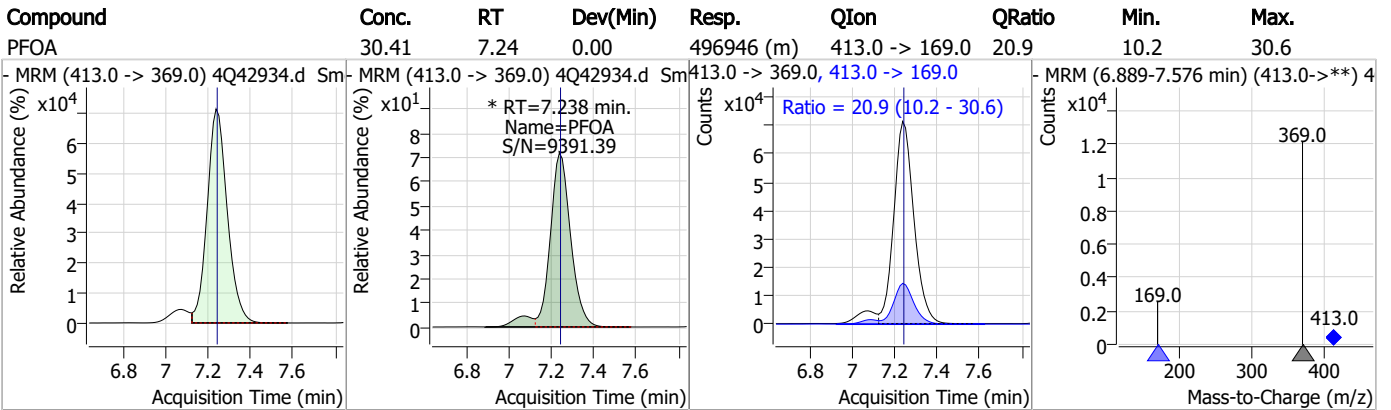 Compound Conc. RT Dev(Min) Resp. QIon QRatio Min. Max.
PFOA 30.41 7.24 0.00 496946 (m) 413.0 -> 169.0 20.9 10.2 30.6
- MRM (413.0 -> 369.0) 4Q42934.d Sm
x10⁴
Relative Abundance (%)
7
6
5
4
3
2
1
0
6.8 7 7.2 7.4 7.6
Acquisition Time (min)
- MRM (413.0 -> 369.0) 4Q42934.d Sm
x10¹
* RT=7.238 min.
Name=PFOA
S/N=9391.39
Relative Abundance (%)
8
7
6
5
4
3
2
1
0
6.8 7 7.2 7.4 7.6
Acquisition Time (min)
413.0 -> 369.0, 413.0 -> 169.0
x10⁴
Ratio = 20.9 (10.2 - 30.6)
Counts
6
5
4
3
2
1
0
6.8 7 7.2 7.4 7.6
Acquisition Time (min)
- MRM (6.889-7.576 min) (413.0->**) 4
x10⁴
Counts
1.2
1
0.8
0.6
0.4
0.2
0
369.0
169.0
413.0
200 300 400
Mass-to-Charge (m/z)